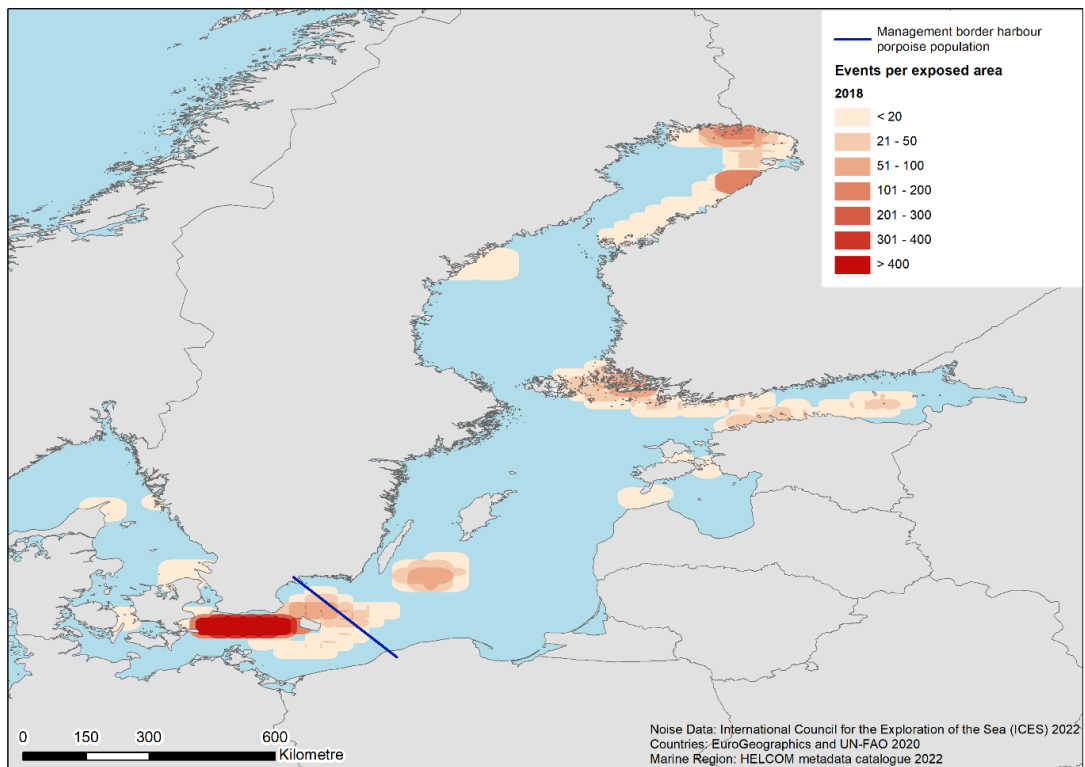 Management border harbour
porpoise population
Events per exposed area
2018
< 20
21 - 50
51 - 100
101 - 200
201 - 300
301 - 400
> 400
0 150 300 600
Kilometre
Noise Data: International Council for the Exploration of the Sea (ICES) 2022
Countries: EuroGeographics and UN-FAO 2020
Marine Region: HELCOM metadata catalogue 2022